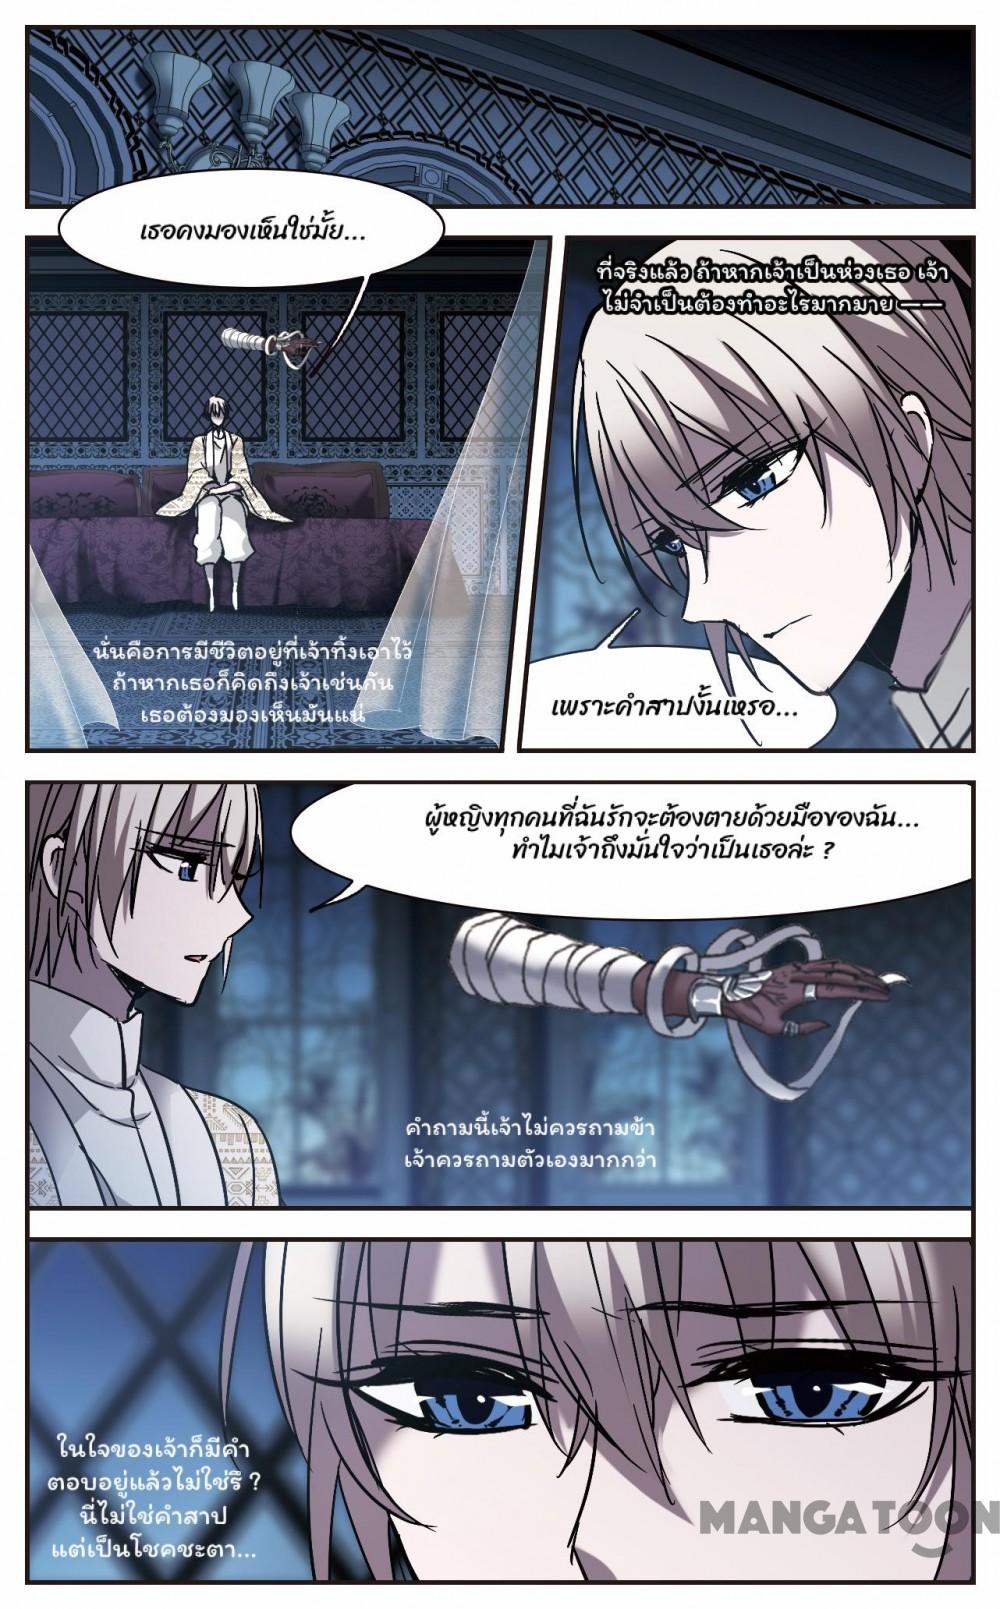 เธอคงมองเห็นใช่มั้ย...
นั่นคือการมีชีวิตอยู่ที่เจ้าทิ้งเอาไว้
ถ้าหากเธอก็คิดถึงเจ้าเช่นกัน
เธอต้องมองเห็นมันแน่
ที่จริงแล้ว ถ้าหากเจ้าเป็นห่วงเธอ เจ้า
ไม่จำเป็นต้องทำอะไรมากมาย ——
เพราะคำสาปงั้นเหรอ...
ผู้หญิงทุกคนที่ฉันรักจะต้องตายด้วยมือของฉัน...
ทำไมเจ้าถึงมั่นใจว่าเป็นเธอล่ะ ?
คำถามนี้เจ้าไม่ควรถามข้า
เจ้าควรถามตัวเองมากกว่า
ในใจของเจ้าก็มีคำ
ตอบอยู่แล้วไม่ใช่รึ ?
นี่ไม่ใช่คำสาป
แต่เป็นโชคชะตา...
MANGATOON